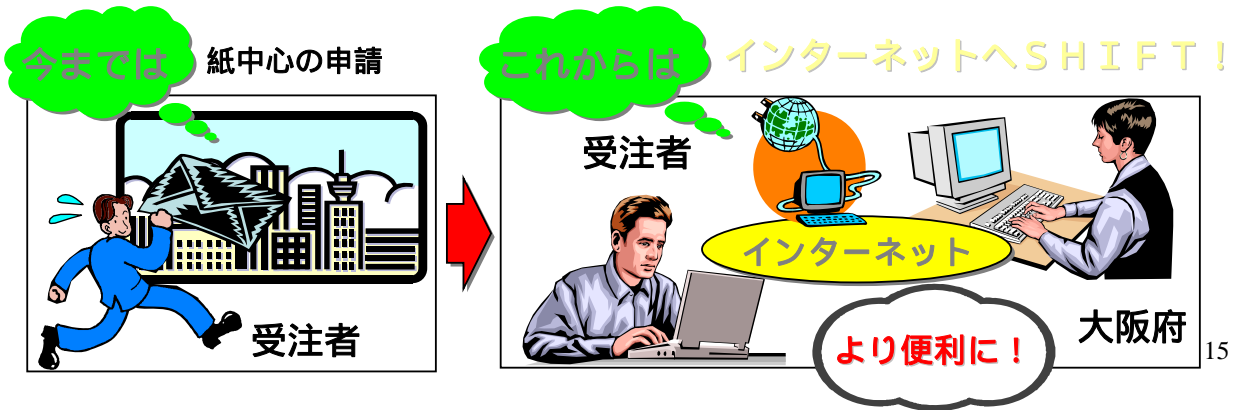 今までは
紙中心の申請
受注者
これからは
インターネットへＳＨＩＦＴ！
受注者
インターネット
大阪府
より便利に！
15